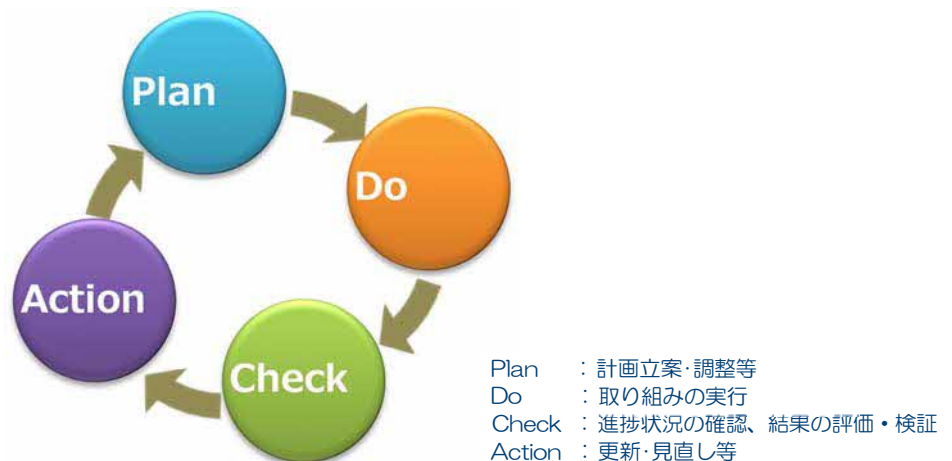 Plan
Do
Action
Check
Plan : 計画立案・調整等
Do : 取り組みの実行
Check : 進捗状況の確認、結果の評価・検証
Action : 更新・見直し等